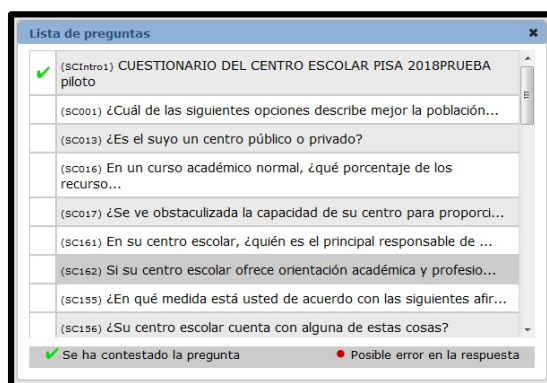 Lista de preguntas
(SCIntro1) CUESTIONARIO DEL CENTRO ESCOLAR PISA 2018PRUEBA
piloto
(SC001) ¿Cuál de las siguientes opciones describe mejor la población...
(SC013) ¿Es el suyo un centro público o privado?
(SC016) En un curso académico normal, ¿qué porcentaje de los
recurso...
(SC017) ¿Se ve obstaculizada la capacidad de su centro para proporci...
(SC161) En su centro escolar, ¿quién es el principal responsable de ...
(SC162) Si su centro escolar ofrece orientación académica y profesio...
(SC155) ¿En qué medida está usted de acuerdo con las siguientes afir...
(SC156) ¿Su centro escolar cuenta con alguna de estas cosas?
Se ha contestado la pregunta
Posible error en la respuesta